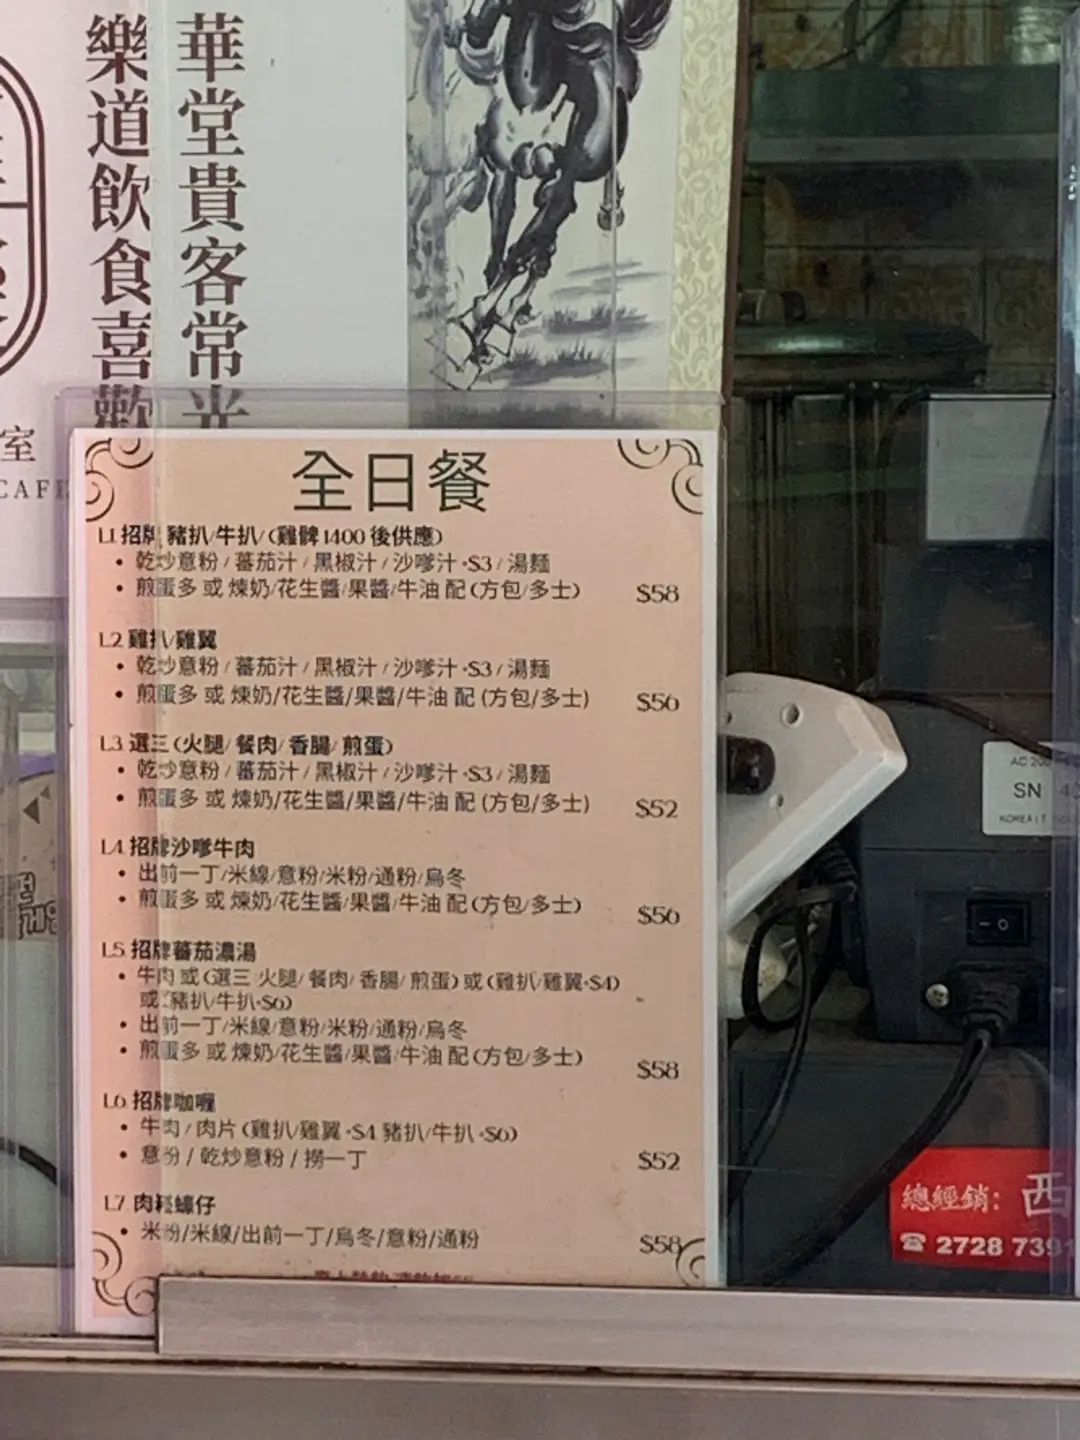 華堂貴客常光
樂道飲食喜歡
室
CAFE
全日餐
L1 招牌 豬扒/牛扒/(雞髀1400後供應)
• 乾炒意粉 / 蕃茄汁 / 黑椒汁 / 沙嗲汁+$3 / 湯麵
• 煎蛋多 或 煉奶/花生醬/果醬/牛油 配 (方包/多士) $58
L2 雞扒/雞翼
• 乾炒意粉 / 蕃茄汁 / 黑椒汁 / 沙嗲汁+$3 / 湯麵
• 煎蛋多 或 煉奶/花生醬/果醬/牛油 配 (方包/多士) $56
L3 選三 (火腿/ 餐肉/ 香腸/ 煎蛋)
• 乾炒意粉 / 蕃茄汁 / 黑椒汁 / 沙嗲汁+$3 / 湯麵
• 煎蛋多 或 煉奶/花生醬/果醬/牛油 配 (方包/多士) $52
L4 招牌沙嗲牛肉
• 出前一丁/米線/意粉/米粉/通粉/烏冬
• 煎蛋多 或 煉奶/花生醬/果醬/牛油 配 (方包/多士) $56
L5 招牌蕃茄濃湯
• 牛肉 或 (選三 火腿/ 餐肉/ 香腸/ 煎蛋) 或 (雞扒/雞翼+$4)
或(豬扒/牛扒+$6)
• 出前一丁/米線/意粉/米粉/通粉/烏冬
• 煎蛋多 或 煉奶/花生醬/果醬/牛油 配 (方包/多士) $58
L6 招牌咖喱
• 牛肉 / 肉片 (雞扒/雞翼 +$4 豬扒/牛扒 +$6)
• 意粉 / 乾炒意粉 / 撈一丁 $52
L7 肉崧蠔仔
• 米粉/米線/出前一丁/烏冬/意粉/通粉 $58
AC 200
SN 40
KOREA I T
總經銷: 西
☎ 2728 7391